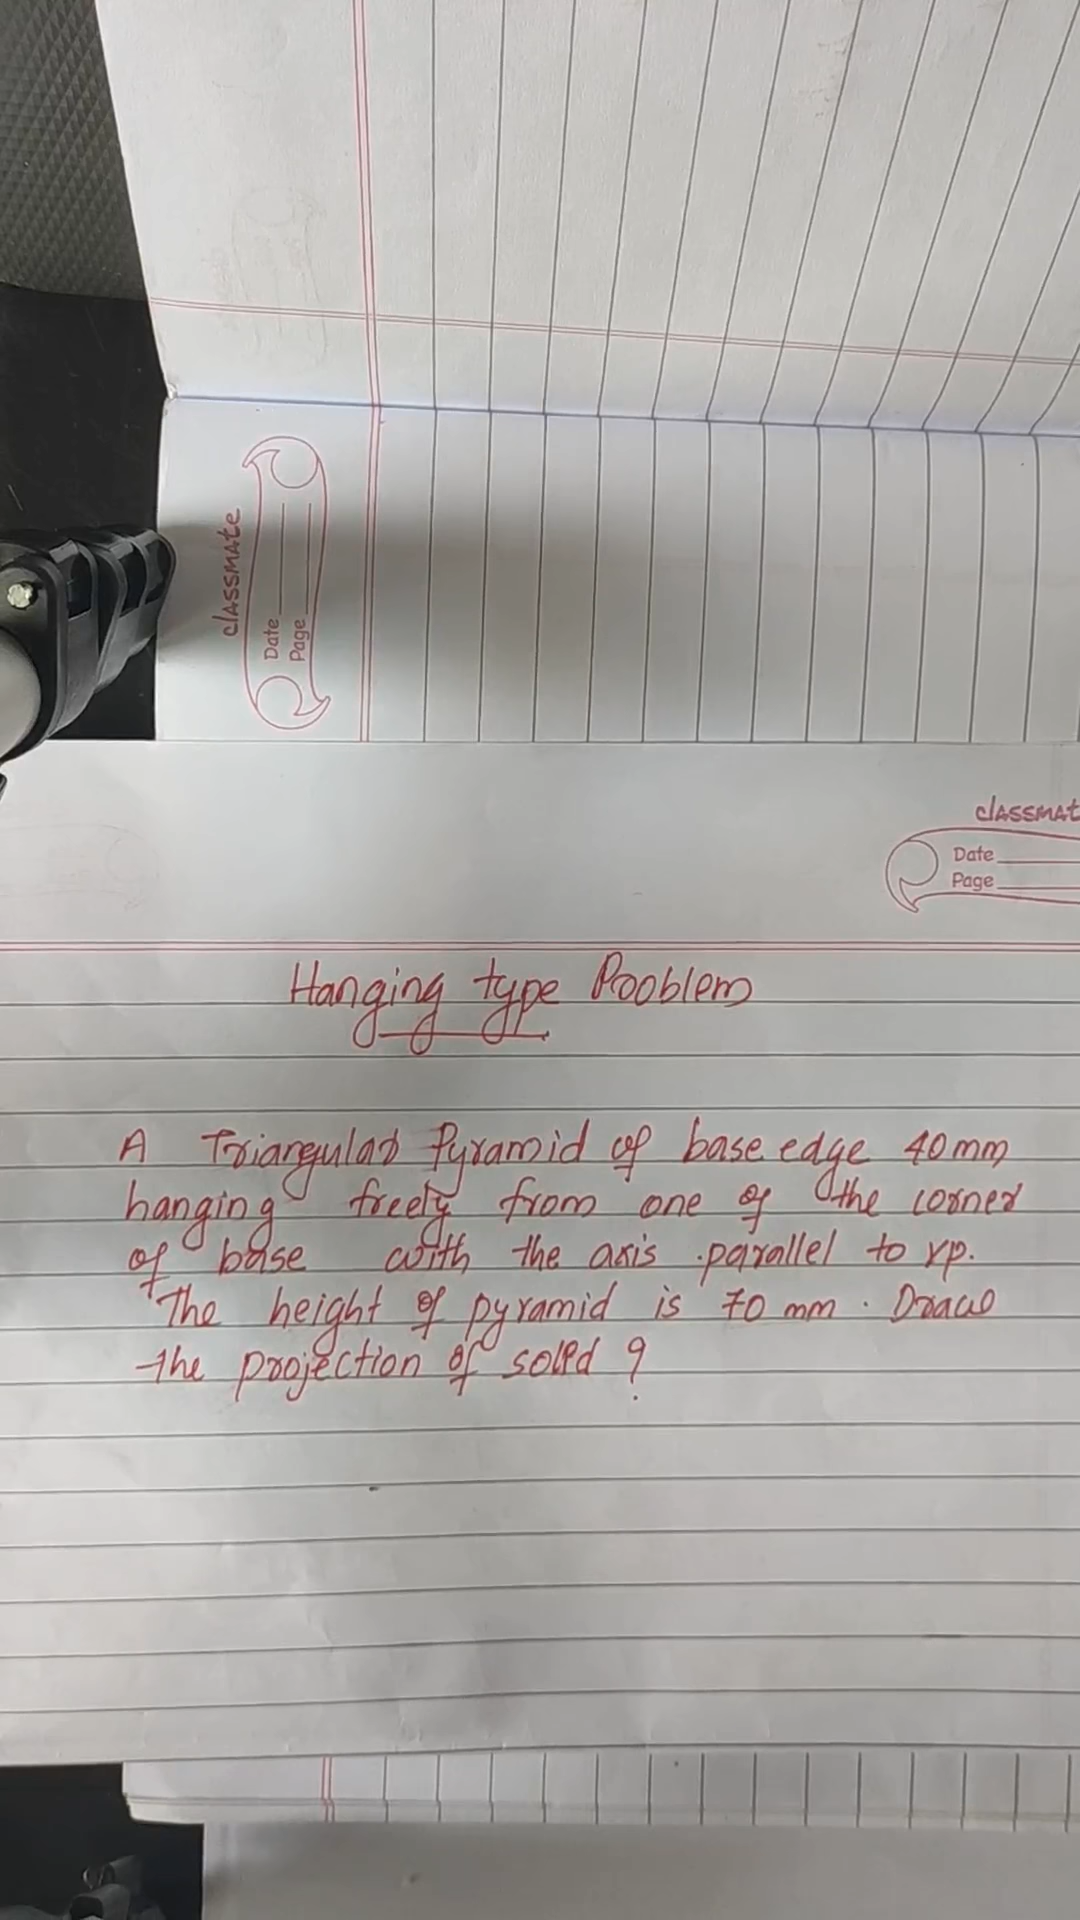 classmate
Date
Page
classmat
Date
Page
Hanging type Problem
A Triangular Pyramid of base edge 40 mm
hanging freely from one of the corner
of base with the axis parallel to vp.
The height of pyramid is 70 mm. Draw
the projection of solid ?